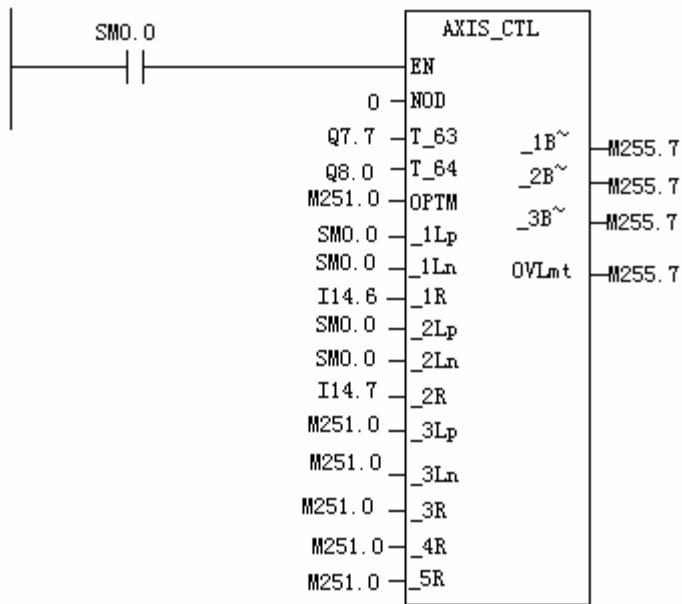 SM0.0
AXIS_CTL
EN
0 NOD
Q7.7 T_63 _1B~ M255.7
Q8.0 T_64 _2B~ M255.7
M251.0 OPTM _3B~ M255.7
SM0.0 _1Lp
SM0.0 _1Ln OVLmt M255.7
I14.6 _1R
SM0.0 _2Lp
SM0.0 _2Ln
I14.7 _2R
M251.0 _3Lp
M251.0 _3Ln
M251.0 _3R
M251.0 _4R
M251.0 _5R